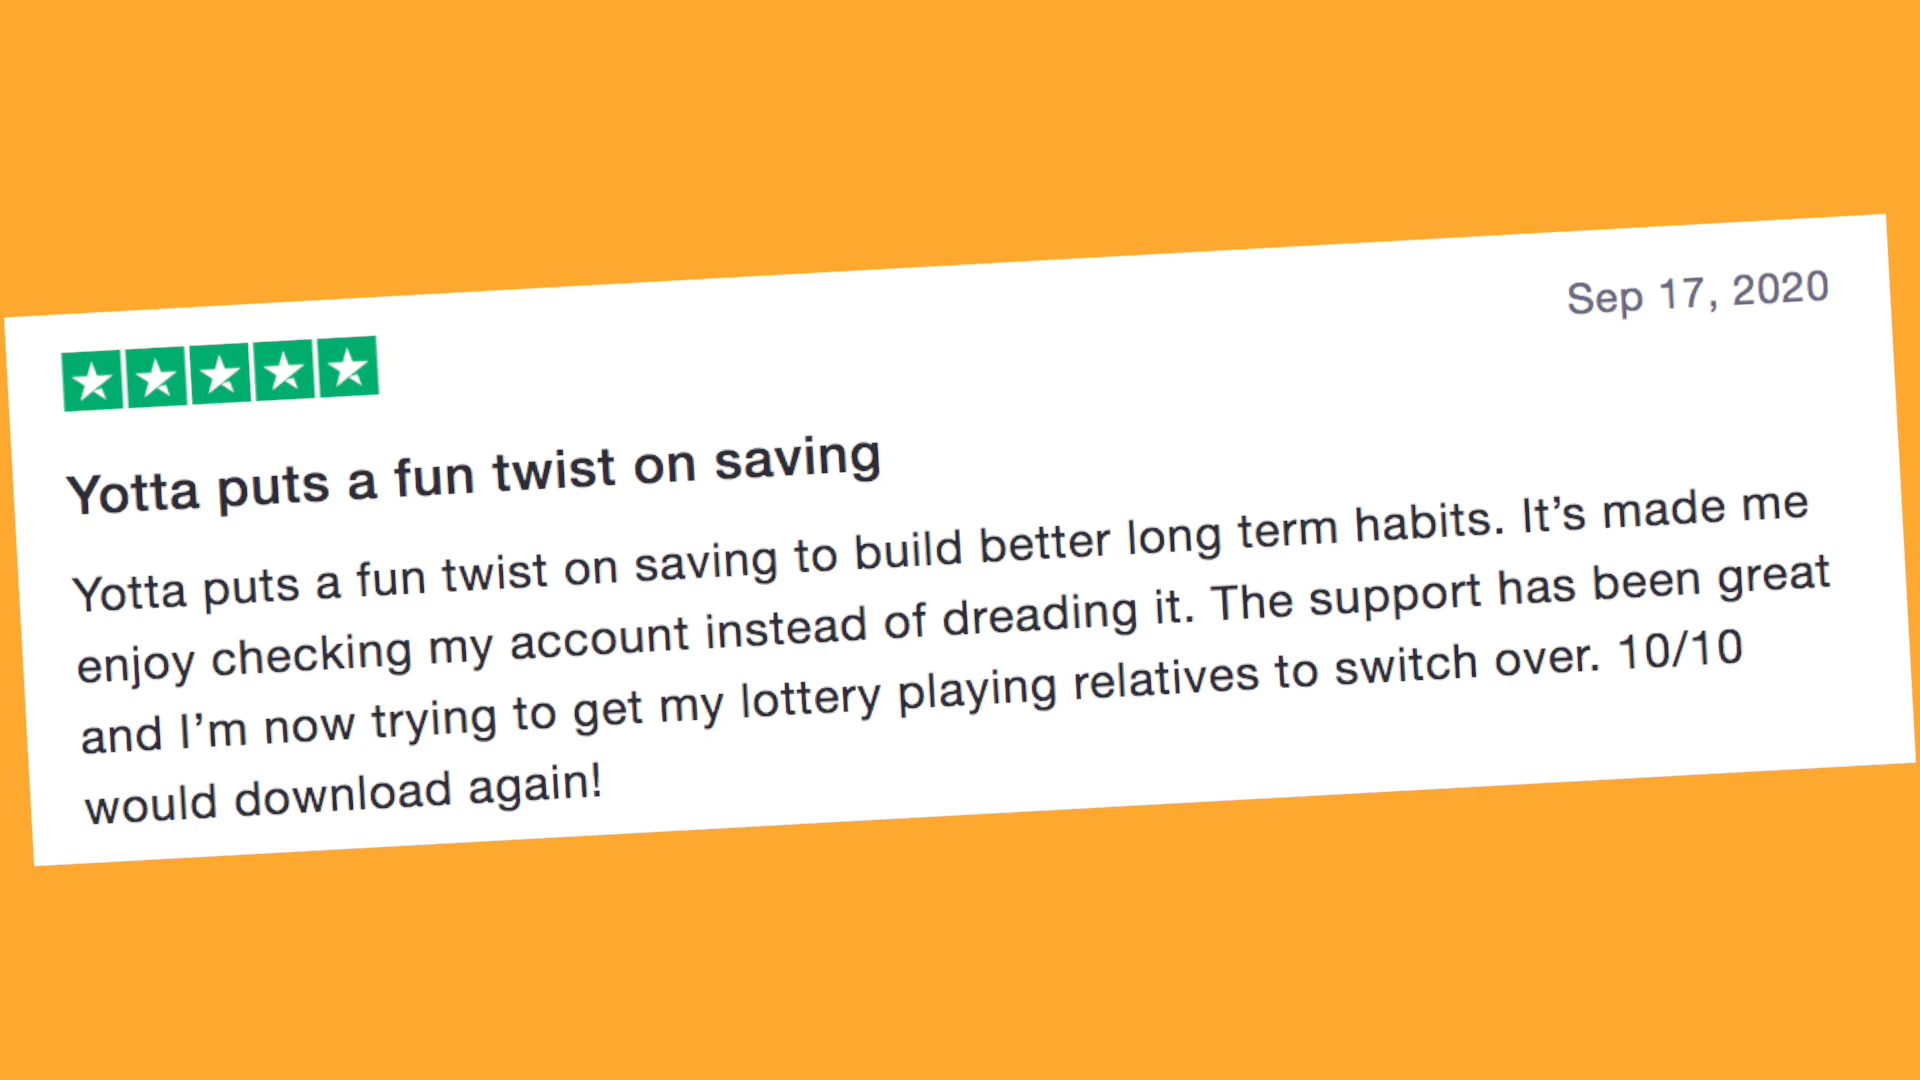 Sep 17, 2020
Yotta puts a fun twist on saving
Yotta puts a fun twist on saving to build better long term habits. It’s made me
enjoy checking my account instead of dreading it. The support has been great
and I’m now trying to get my lottery playing relatives to switch over. 10/10
would download again!